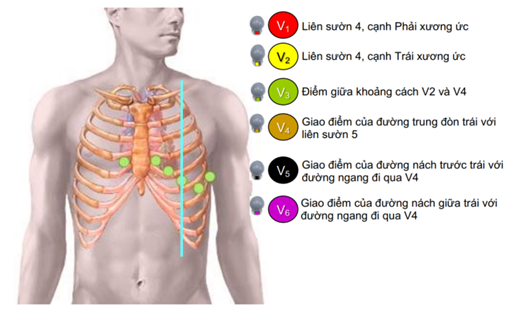 V1 Liên sườn 4, cạnh Phải xương ức
V2 Liên sườn 4, cạnh Trái xương ức
V3 Điểm giữa khoảng cách V2 và V4
V4 Giao điểm của đường trung đòn trái với
liên sườn 5
V5 Giao điểm của đường nách trước trái với
đường ngang đi qua V4
V6 Giao điểm của đường nách giữa trái với
đường ngang đi qua V4